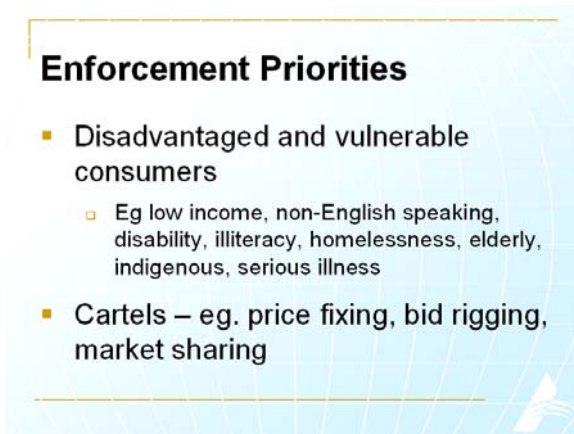 Enforcement Priorities
Disadvantaged and vulnerable
consumers
Eg low income, non-English speaking,
disability, illiteracy, homelessness, elderly,
indigenous, serious illness
Cartels – eg. price fixing, bid rigging,
market sharing